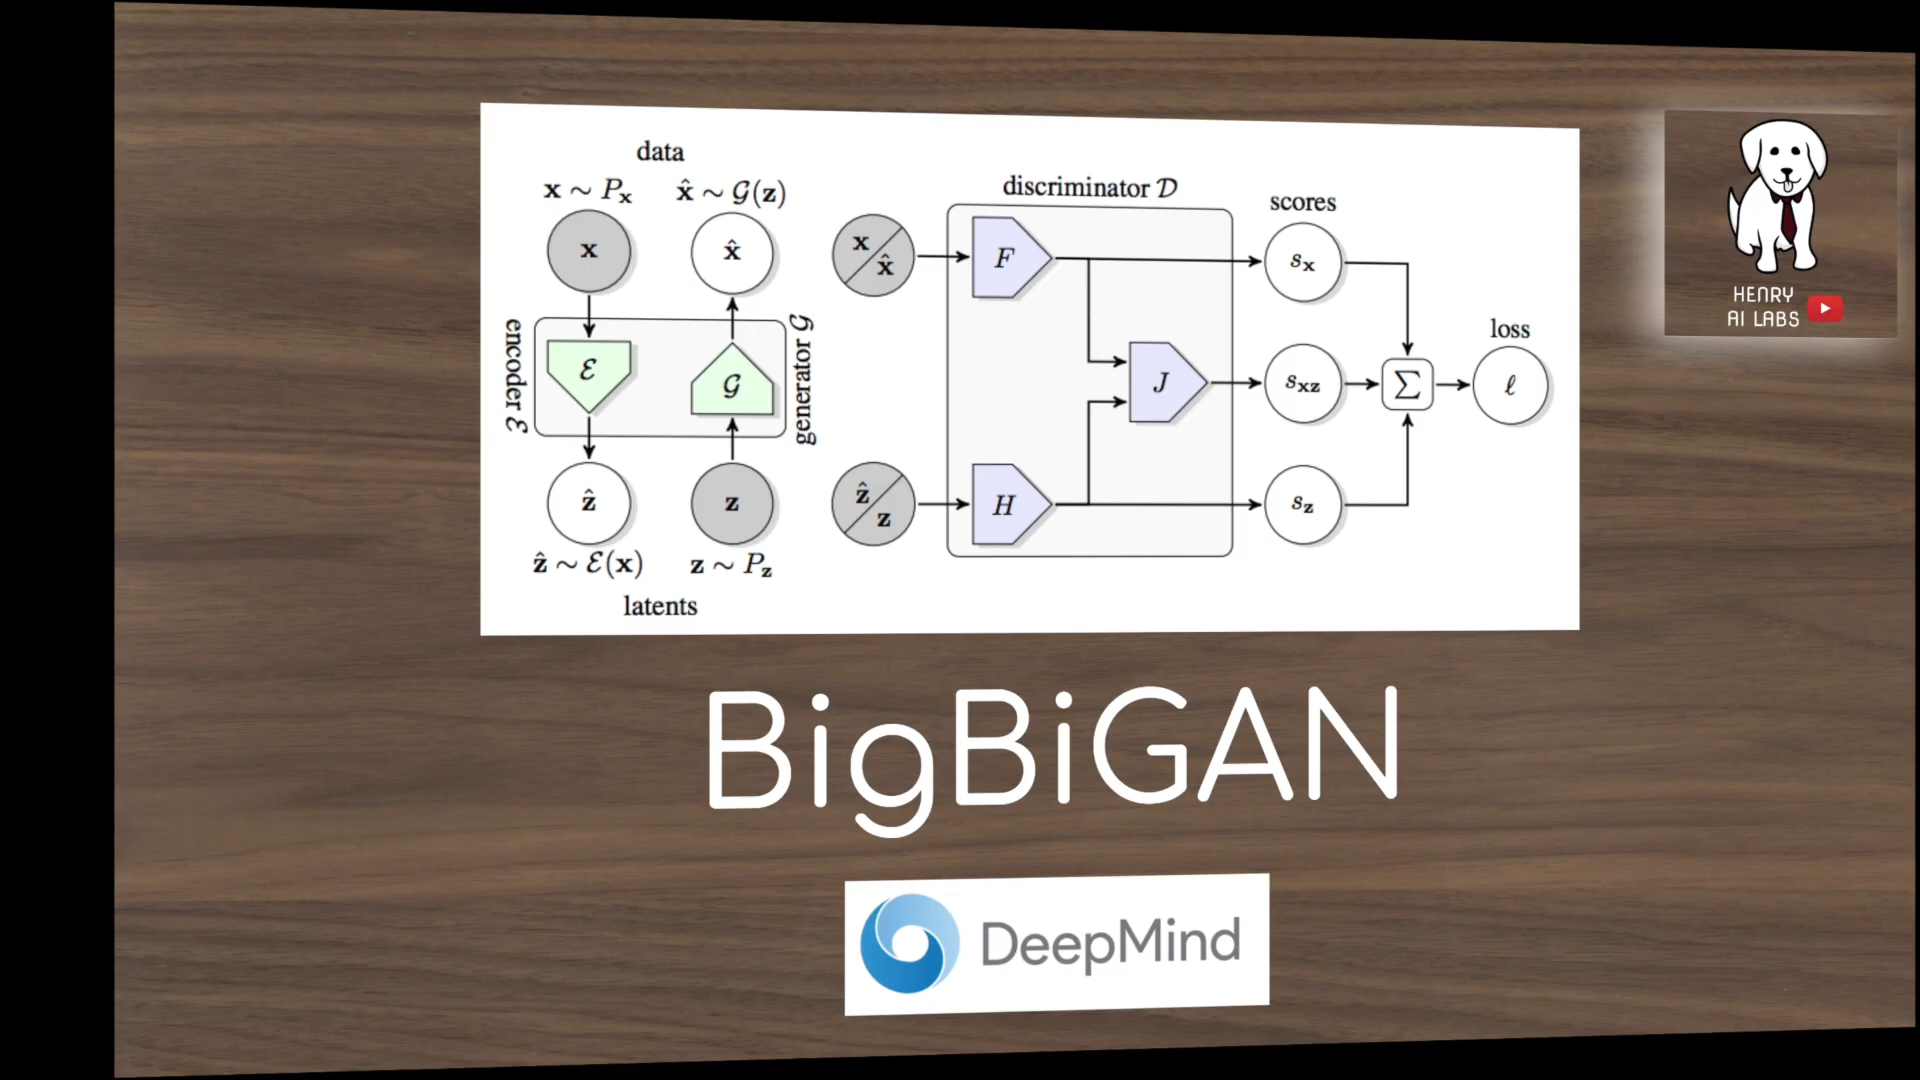 data
x ∼ Pₓ
x̂ ∼ 𝒢(z)
x
x̂
encoder ℰ
ℰ
𝒢
generator 𝒢
ẑ
z
ẑ ∼ ℰ(x)
z ∼ P_z
latents
x
x̂
ẑ
z
discriminator 𝒟
F
J
H
scores
sₓ
s_xz
s_z
Σ
loss
ℓ
HENRY
AI LABS
BigBiGAN
DeepMind